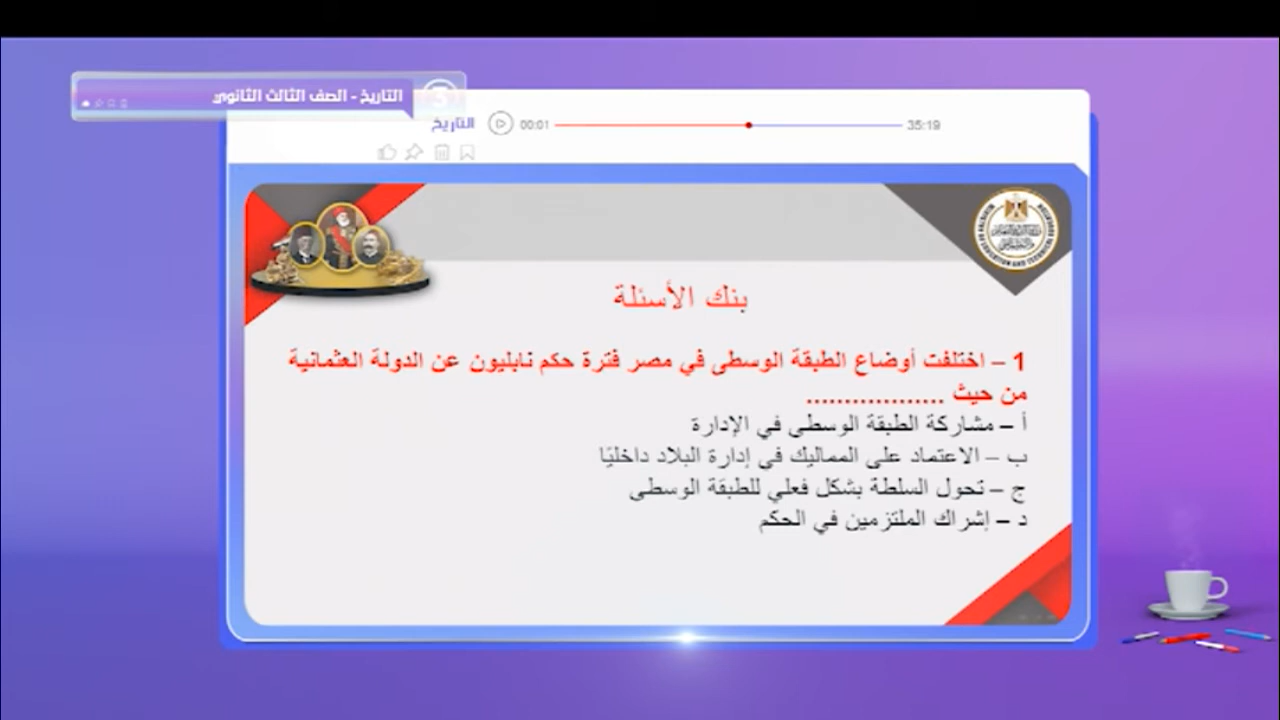 التاريخ - الصف الثالث الثانوي
التاريخ
00:01
35:19
بنك الأسئلة
1 – اختلفت أوضاع الطبقة الوسطى في مصر فترة حكم نابليون عن الدولة العثمانية
من حيث ..................
أ – مشاركة الطبقة الوسطى في الإدارة
ب – الاعتماد على المماليك في إدارة البلاد داخليًا
ج – تحول السلطة بشكل فعلي للطبقة الوسطى
د – إشراك الملتزمين في الحكم